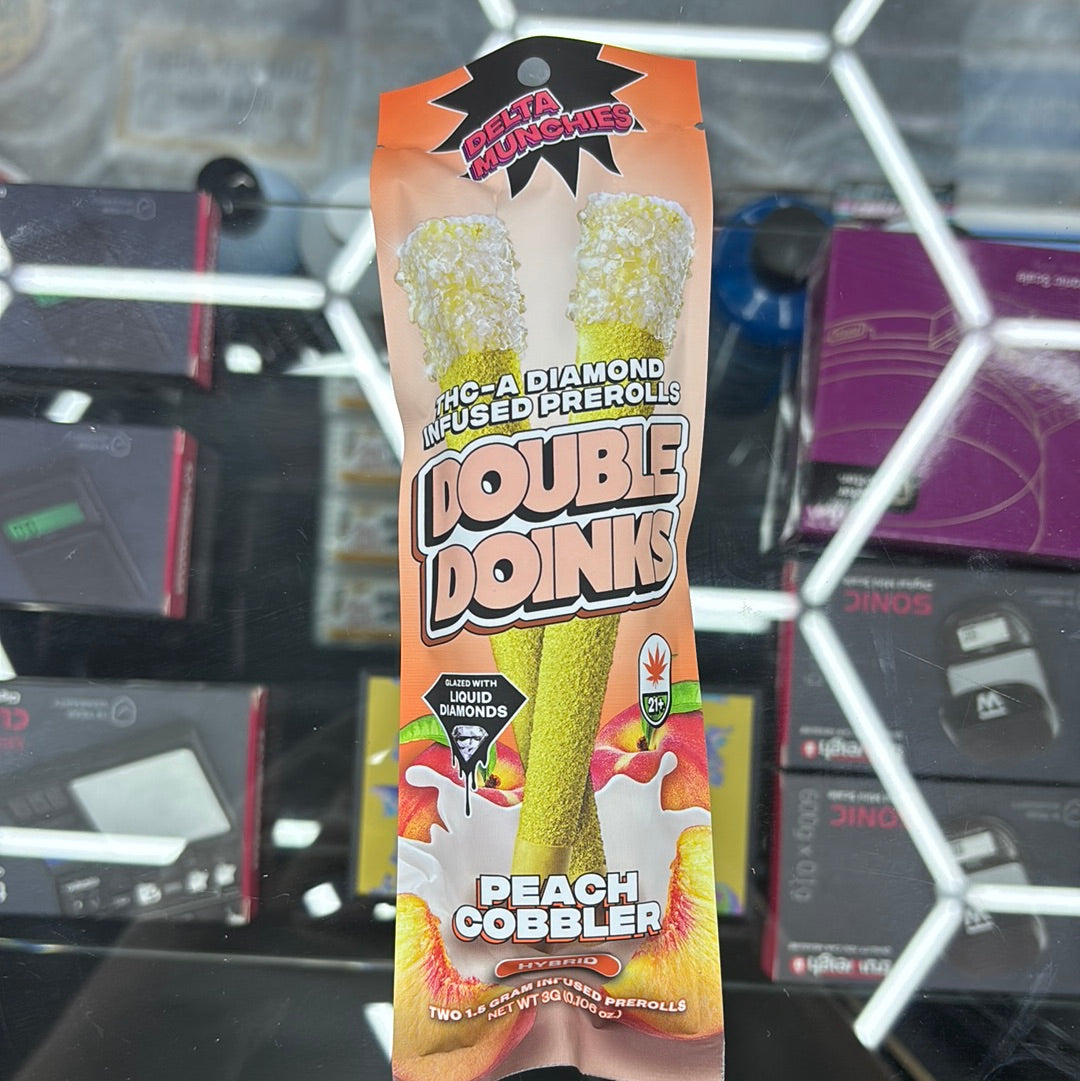 DELTA
MUNCHIES
THC-A DIAMOND
INFUSED PREROLLS
DOUBLE
DOINKS
GLAZED WITH
LIQUID
DIAMONDS
21+
PEACH
COBBLER
HYBRID
TWO 1.5 GRAM INFUSED PREROLLS
NET WT 3G (0.106 oz.)
SONIC